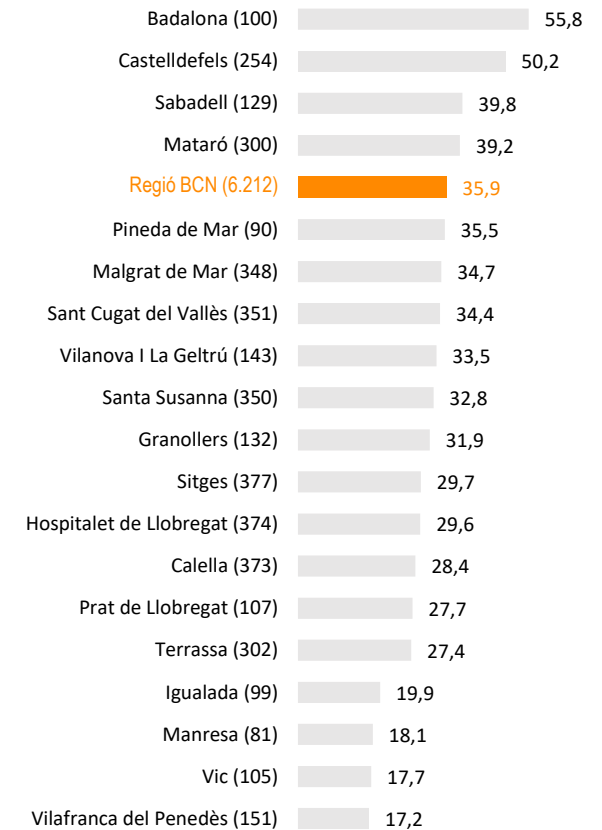 Badalona (100) 55,8
Castelldefels (254) 50,2
Sabadell (129) 39,8
Mataró (300) 39,2
Regió BCN (6.212) 35,9
Pineda de Mar (90) 35,5
Malgrat de Mar (348) 34,7
Sant Cugat del Vallès (351) 34,4
Vilanova I La Geltrú (143) 33,5
Santa Susanna (350) 32,8
Granollers (132) 31,9
Sitges (377) 29,7
Hospitalet de Llobregat (374) 29,6
Calella (373) 28,4
Prat de Llobregat (107) 27,7
Terrassa (302) 27,4
Igualada (99) 19,9
Manresa (81) 18,1
Vic (105) 17,7
Vilafranca del Penedès (151) 17,2